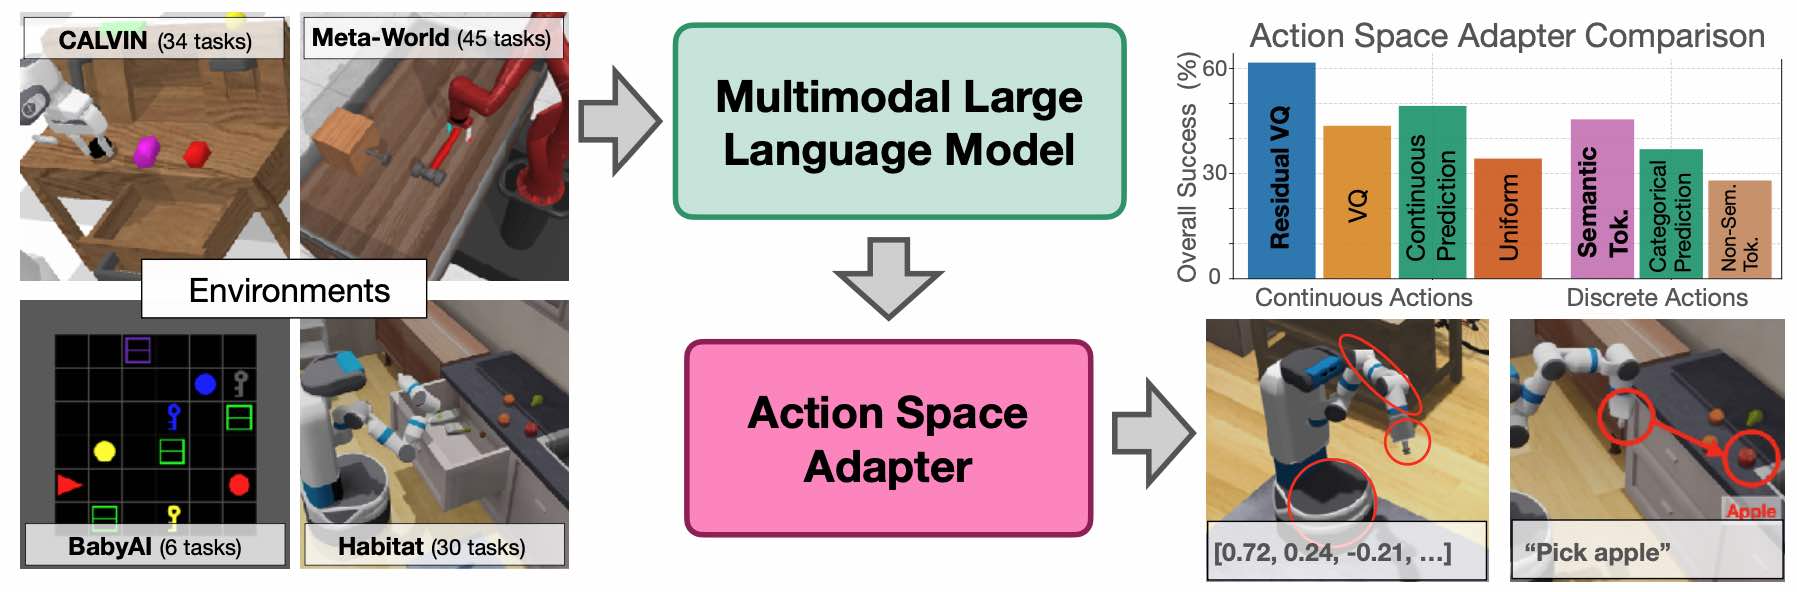 CALVIN (34 tasks)
Meta-World (45 tasks)
Environments
BabyAI (6 tasks)
Habitat (30 tasks)
Multimodal Large
Language Model
Action Space
Adapter
Action Space Adapter Comparison
Overall Success (%)
60
30
0
Residual VQ
VQ
Continuous
Prediction
Uniform
Semantic
Tok.
Categorical
Prediction
Non-Sem.
Tok.
Continuous Actions
Discrete Actions
[0.72, 0.24, -0.21, ...]
Apple
“Pick apple”